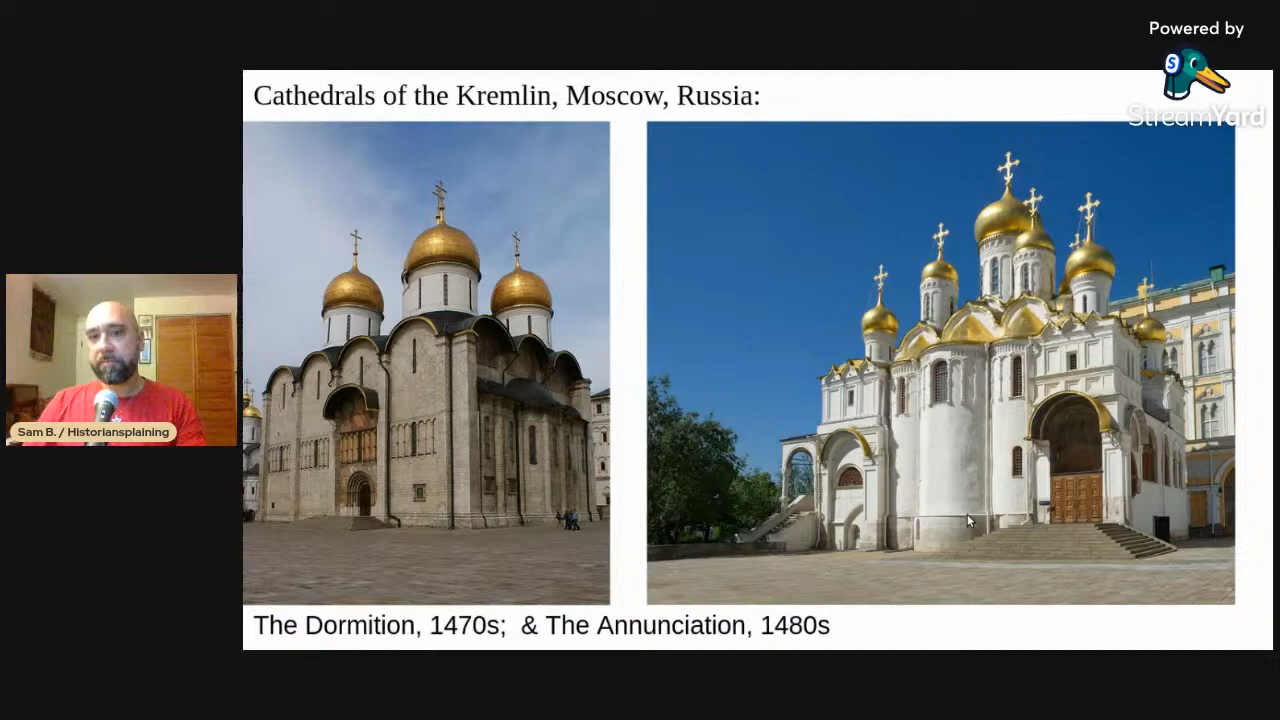 Powered by
S
StreamYard
Cathedrals of the Kremlin, Moscow, Russia:
Sam B. / Historiansplaining
The Dormition, 1470s;  & The Annunciation, 1480s